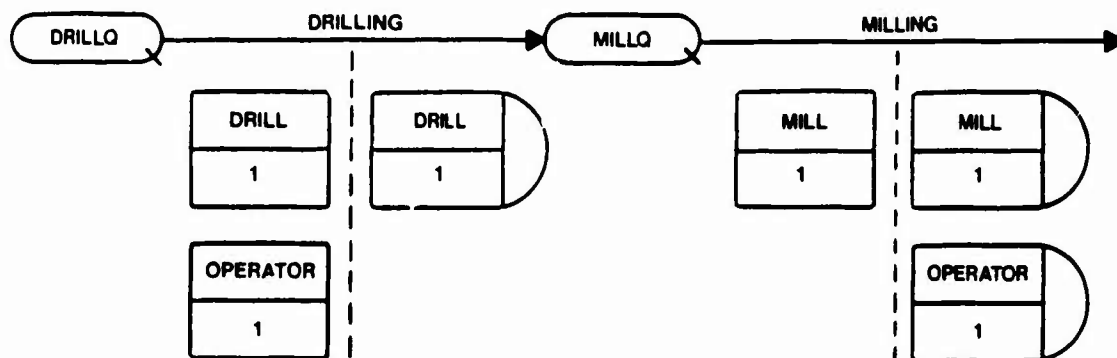 DRILLQ DRILLING MILLQ MILLING
DRILL DRILL MILL MILL
1 1 1 1
OPERATOR OPERATOR
1 1